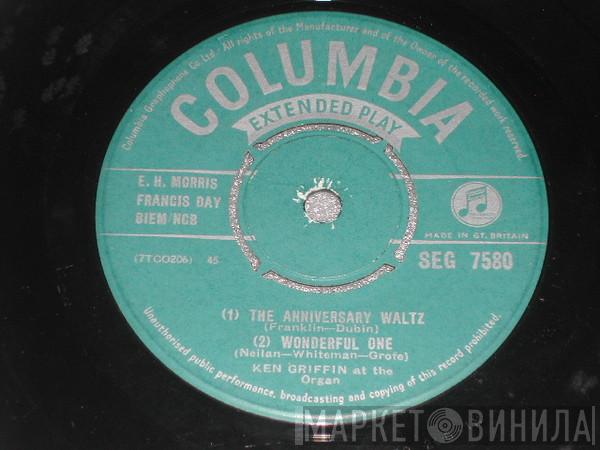 Columbia Graphophone Co Ltd · All rights of the Manufacturer and of the Owner of the recorded work reserved.
COLUMBIA
EXTENDED PLAY
E. H. MORRIS
FRANCIS DAY
BIEM/NCB
MADE IN GT. BRITAIN
(7TCO206) 45
SEG 7580
(1) THE ANNIVERSARY WALTZ
(Franklin—Dubin)
(2) WONDERFUL ONE
(Neilan—Whiteman—Grofe)
KEN GRIFFIN at the
Organ
Unauthorised public performance, broadcasting and copying of this record prohibited.
МАРКЕТ ВИНИЛА